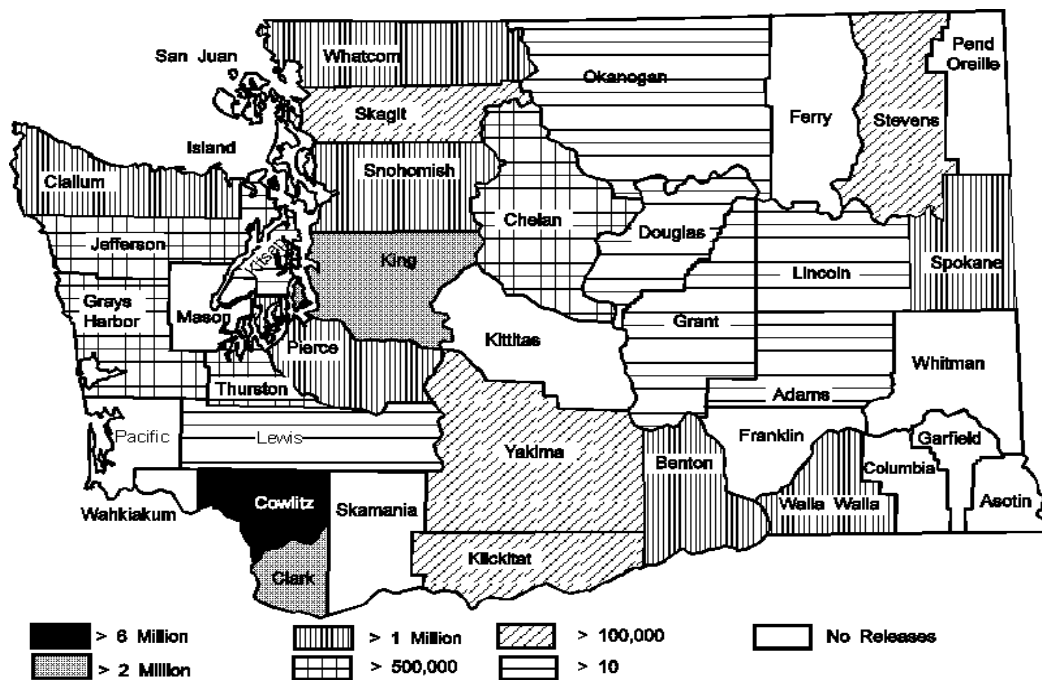 San Juan
Whatcom
Okanogan
Pend
Oreille
Skagit
Ferry
Stevens
Island
Clallum
Snohomish
Chelan
Douglas
Jefferson
Kitsap
King
Lincoln
Spokane
Grays
Harbor
Mason
Grant
Kittitas
Pierce
Whitman
Thurston
Adams
Pacific
Lewis
Yakima
Benton
Franklin
Garfield
Columbia
Wahkiakum
Cowlitz
Skamania
Walla Walla
Asotin
Klickitat
Clark
> 6 Million
> 1 Million
> 100,000
No Releases
> 2 Million
> 500,000
> 10